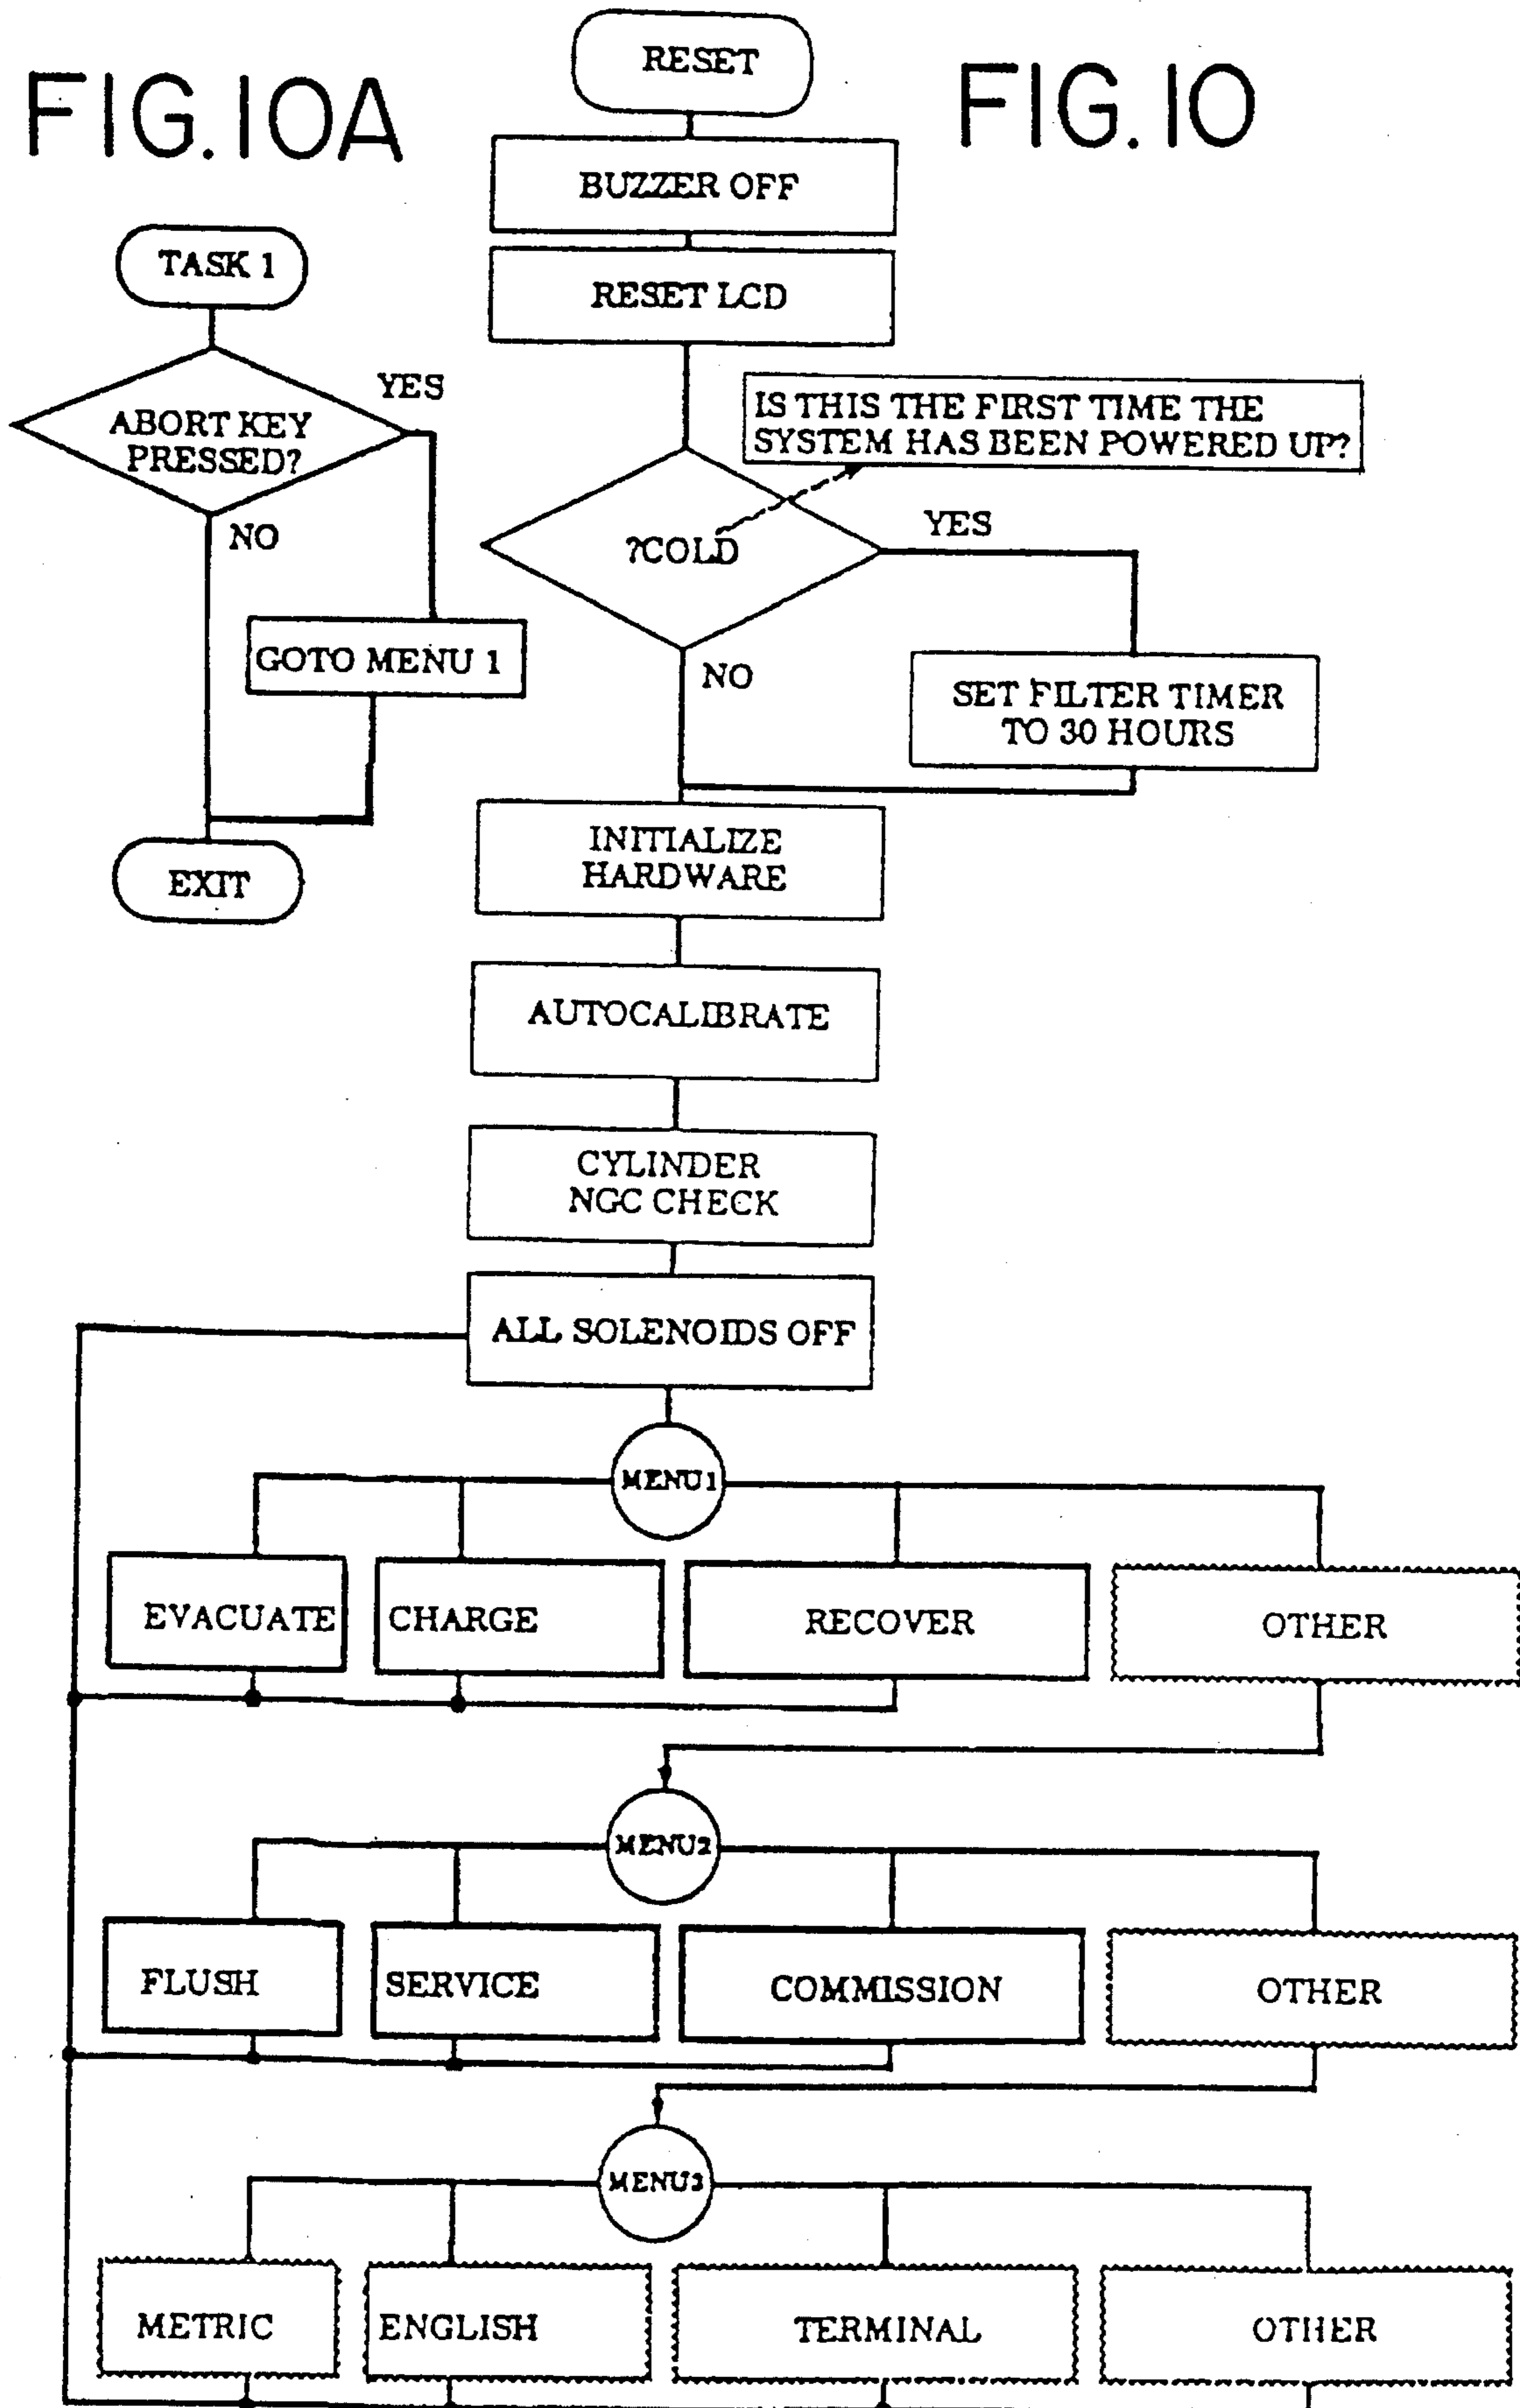 FIG. 10A
FIG. 10
RESET
BUZZER OFF
RESET LCD
TASK 1
ABORT KEY
PRESSED?
YES
NO
GOTO MENU 1
EXIT
IS THIS THE FIRST TIME THE
SYSTEM HAS BEEN POWERED UP?
?COLD
YES
NO
SET FILTER TIMER
TO 30 HOURS
INITIALIZE
HARDWARE
AUTOCALIBRATE
CYLINDER
NGC CHECK
ALL SOLENOIDS OFF
MENU1
EVACUATE
CHARGE
RECOVER
OTHER
MENU2
FLUSH
SERVICE
COMMISSION
OTHER
MENU3
METRIC
ENGLISH
TERMINAL
OTHER